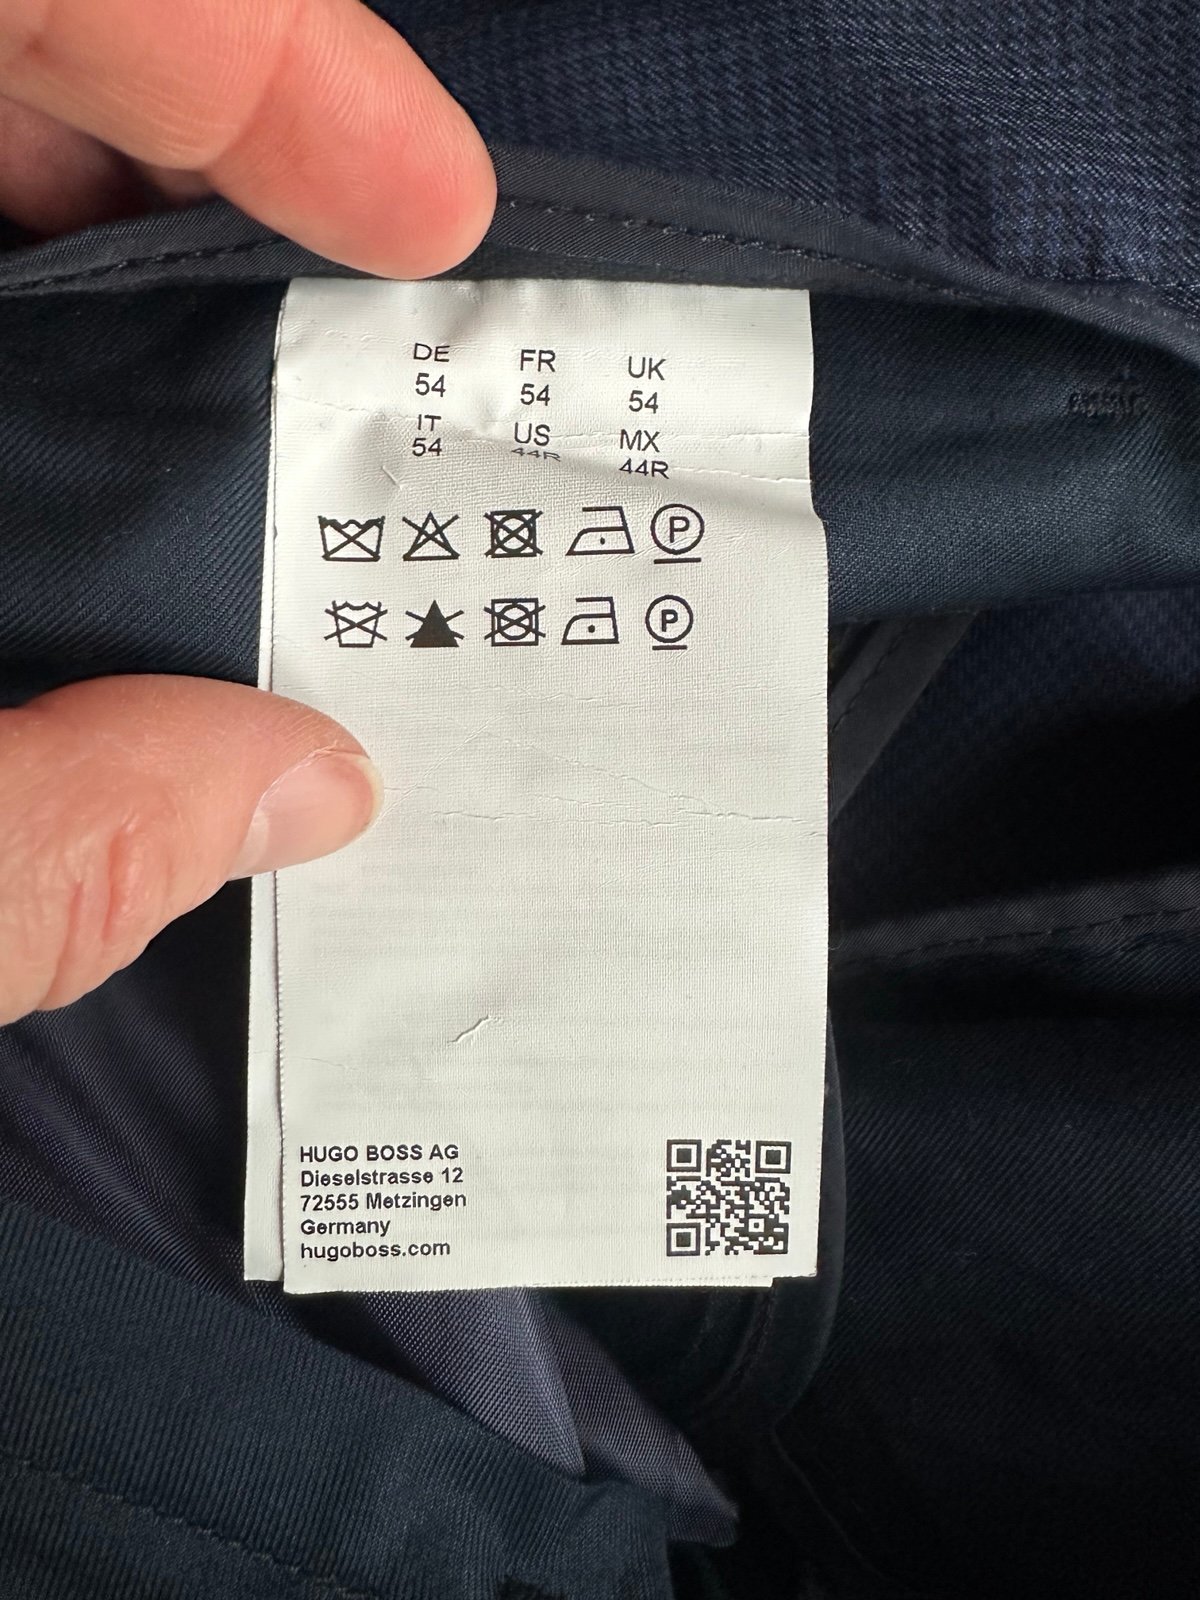 DE FR UK
54 54 54
IT US MX
54 44R 44R
P
P
HUGO BOSS AG
Dieselstrasse 12
72555 Metzingen
Germany
hugoboss.com